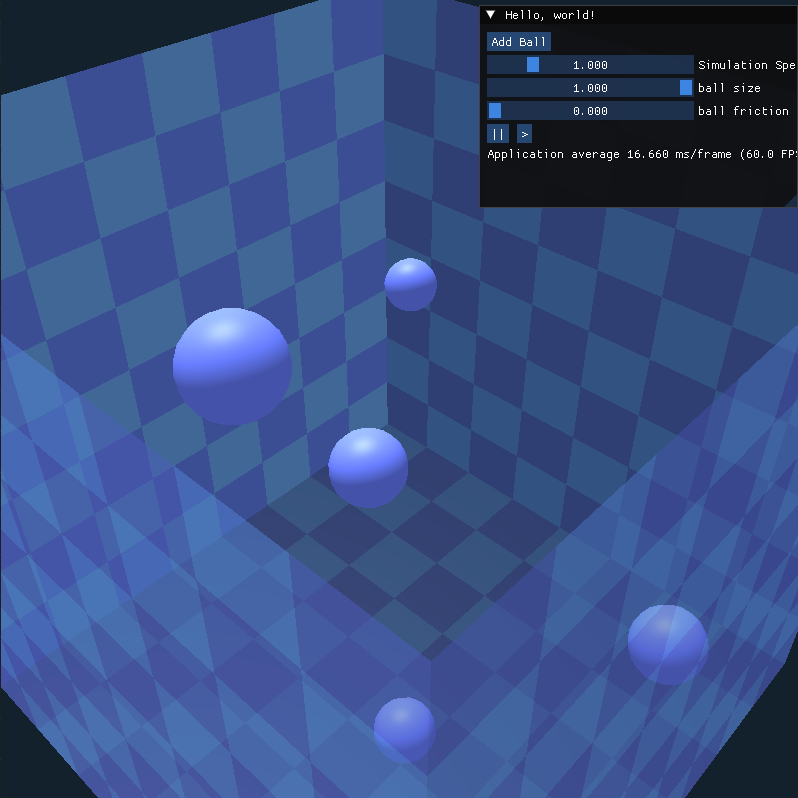 ▼ Hello, world!
Add Ball
1.000 Simulation Spe
1.000 ball size
0.000 ball friction
|| >
Application average 16.660 ms/frame (60.0 FPS